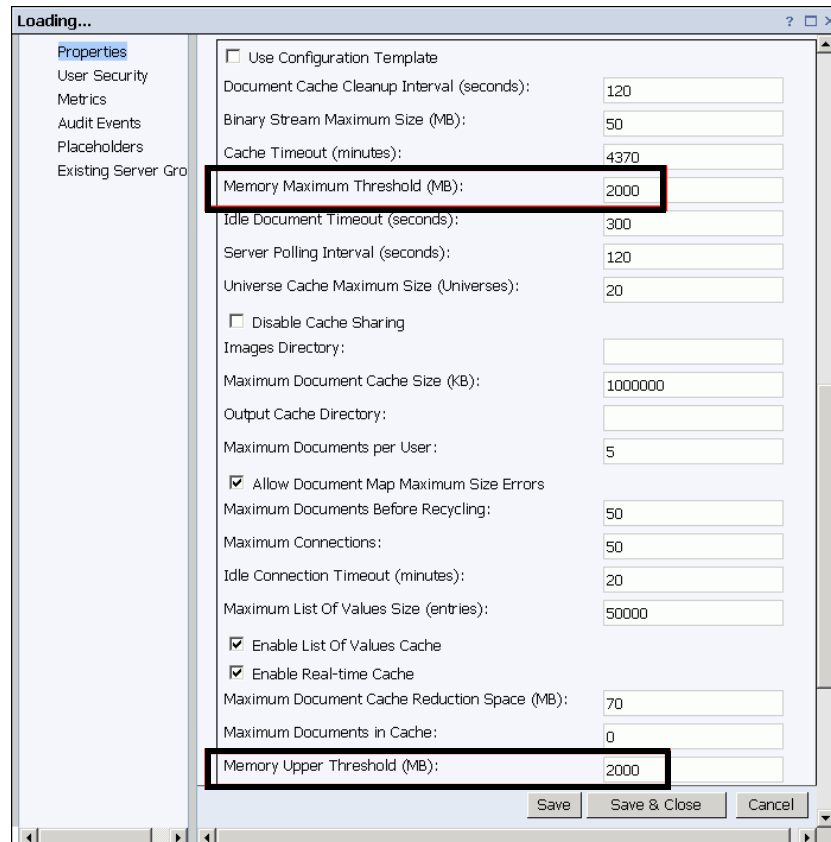 Loading...
?
Properties
User Security
Metrics
Audit Events
Placeholders
Existing Server Gro
Use Configuration Template
Document Cache Cleanup Interval (seconds): 120
Binary Stream Maximum Size (MB): 50
Cache Timeout (minutes): 4370
Memory Maximum Threshold (MB): 2000
Idle Document Timeout (seconds): 300
Server Polling Interval (seconds): 120
Universe Cache Maximum Size (Universes): 20
Disable Cache Sharing
Images Directory:
Maximum Document Cache Size (KB): 1000000
Output Cache Directory:
Maximum Documents per User: 5
Allow Document Map Maximum Size Errors
Maximum Documents Before Recycling: 50
Maximum Connections: 50
Idle Connection Timeout (minutes): 20
Maximum List Of Values Size (entries): 50000
Enable List Of Values Cache
Enable Real-time Cache
Maximum Document Cache Reduction Space (MB): 70
Maximum Documents in Cache: 0
Memory Upper Threshold (MB): 2000
Save Save & Close Cancel